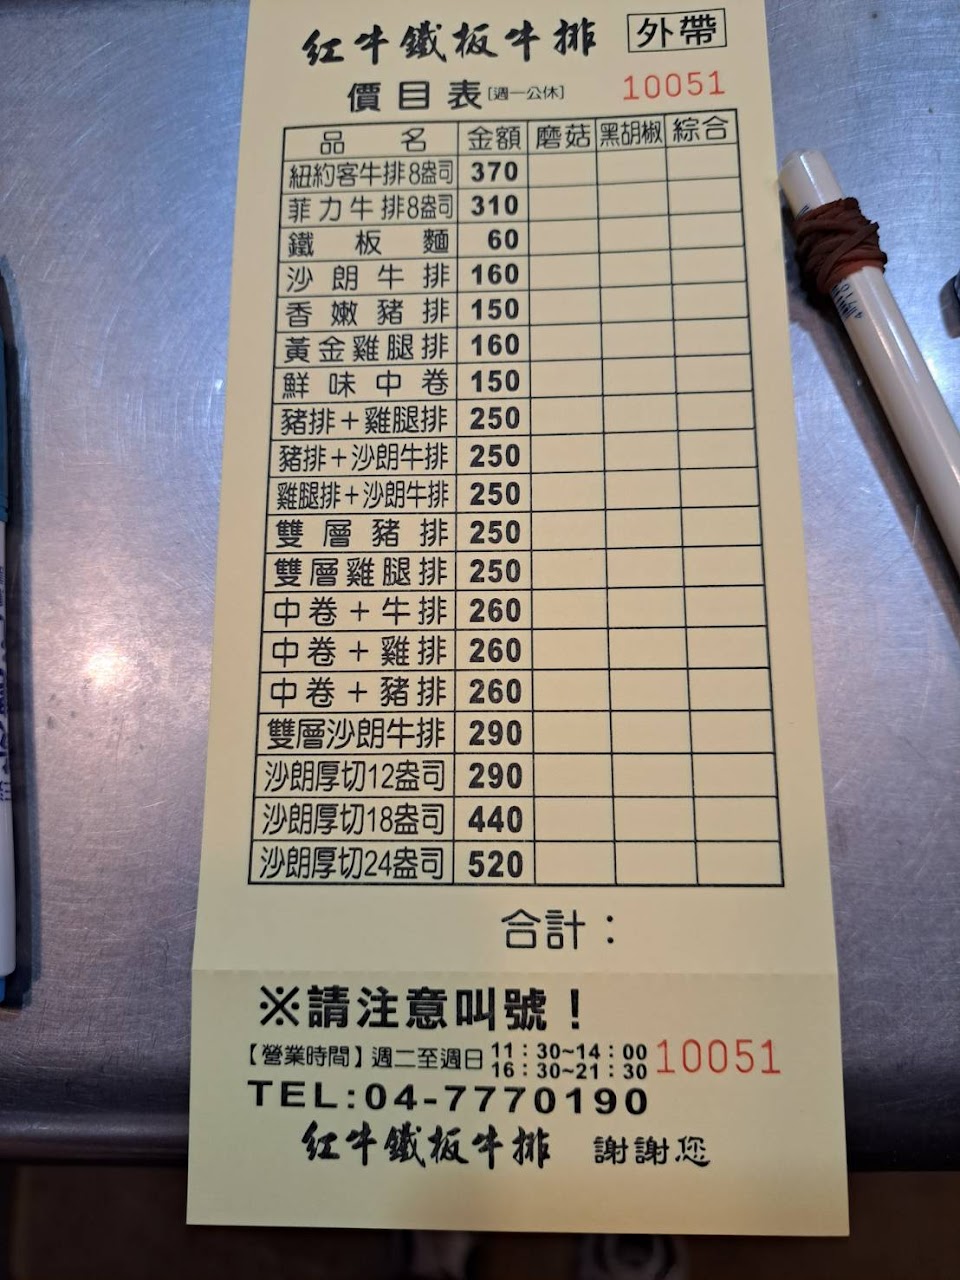 紅牛鐵板牛排 外帶
價目表[週一公休] 10051
品名 金額 磨菇 黑胡椒 綜合
紐約客牛排8盎司 370
菲力牛排8盎司 310
鐵板麵 60
沙朗牛排 160
香嫩豬排 150
黃金雞腿排 160
鮮味中卷 150
豬排+雞腿排 250
豬排+沙朗牛排 250
雞腿排+沙朗牛排 250
雙層豬排 250
雙層雞腿排 250
中卷+牛排 260
中卷+雞排 260
中卷+豬排 260
雙層沙朗牛排 290
沙朗厚切12盎司 290
沙朗厚切18盎司 440
沙朗厚切24盎司 520
合計：
※請注意叫號！
【營業時間】週二至週日 11：30~14：00 10051
16：30~21：30
TEL:04-7770190
紅牛鐵板牛排 謝謝您